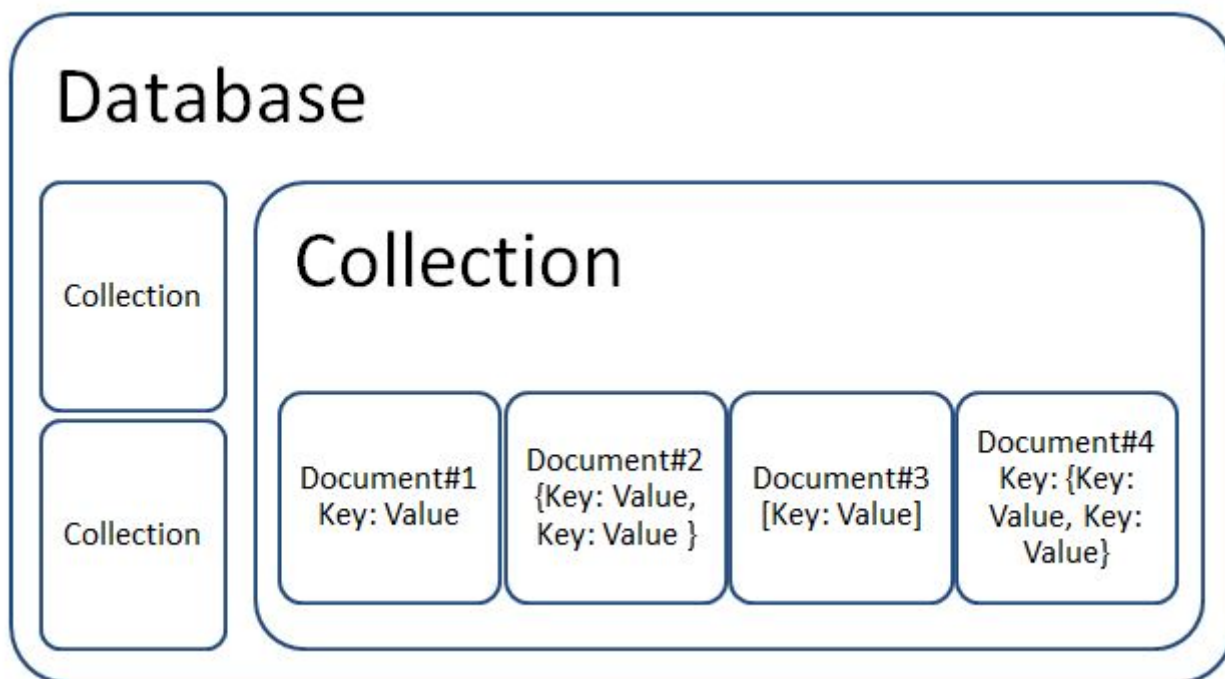 Database
Collection
Collection
Collection
Document#1
Key: Value
Document#2
{Key: Value,
Key: Value }
Document#3
[Key: Value]
Document#4
Key: {Key:
Value, Key:
Value}